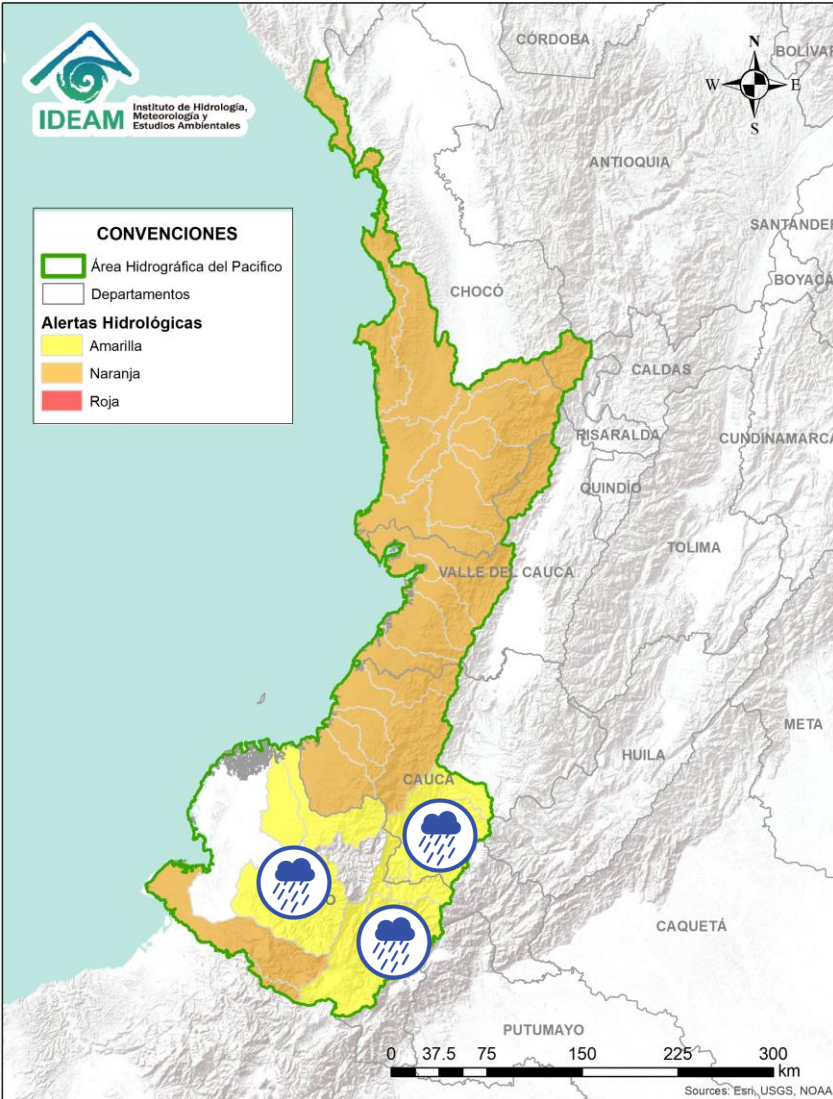 IDEAM
Instituto de Hidrología,
Meteorología y
Estudios Ambientales
N
W
E
S
CÓRDOBA
BOLÍVAR
ANTIOQUIA
SANTANDER
BOYACÁ
CONVENCIONES
Área Hidrográfica del Pacifico
Departamentos
Alertas Hidrológicas
Amarilla
Naranja
Roja
CHOCÓ
CALDAS
RISARALDA
CUNDINAMARCA
QUINDÍO
TOLIMA
VALLE DEL CAUCA
META
HUILA
CAUCA
O
CAQUETÁ
PUTUMAYO
0 37.5 75 150 225 300
km
Sources: Esri, USGS, NOAA